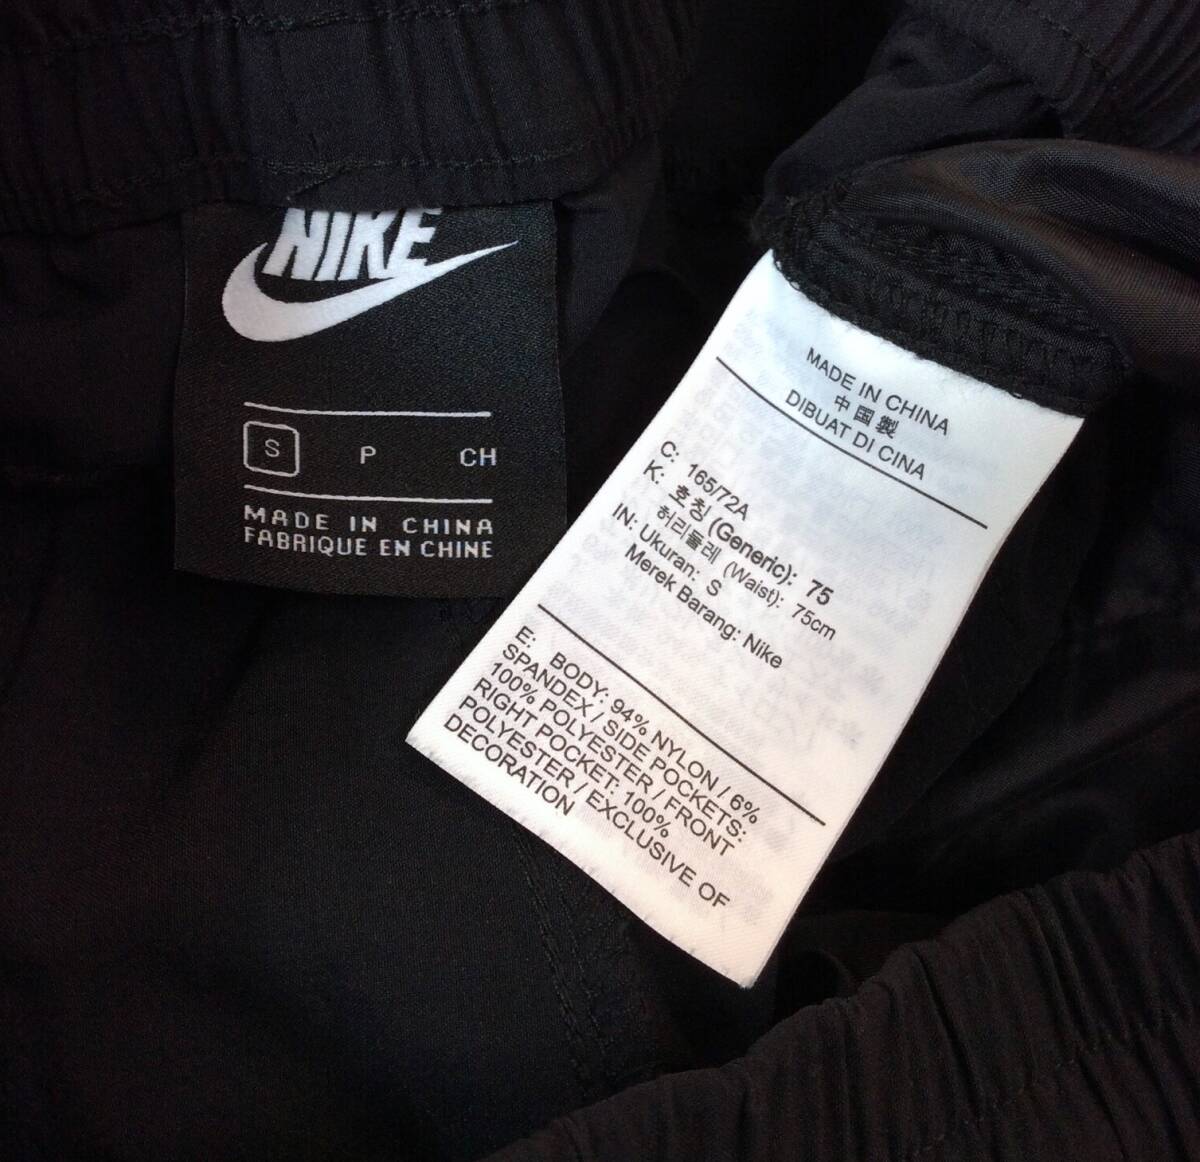 NIKE
S P CH
MADE IN CHINA
FABRIQUE EN CHINE
MADE IN CHINA
中国製
DIBUAT DI CINA
C: 165/72A
K: 호칭 (Generic): 75
허리둘레 (Waist): 75cm
IN: Ukuran: S
Merek Barang: Nike
E: BODY: 94% NYLON / 6%
SPANDEX / SIDE POCKETS:
100% POLYESTER / FRONT
RIGHT POCKET: 100%
POLYESTER / EXCLUSIVE OF
DECORATION